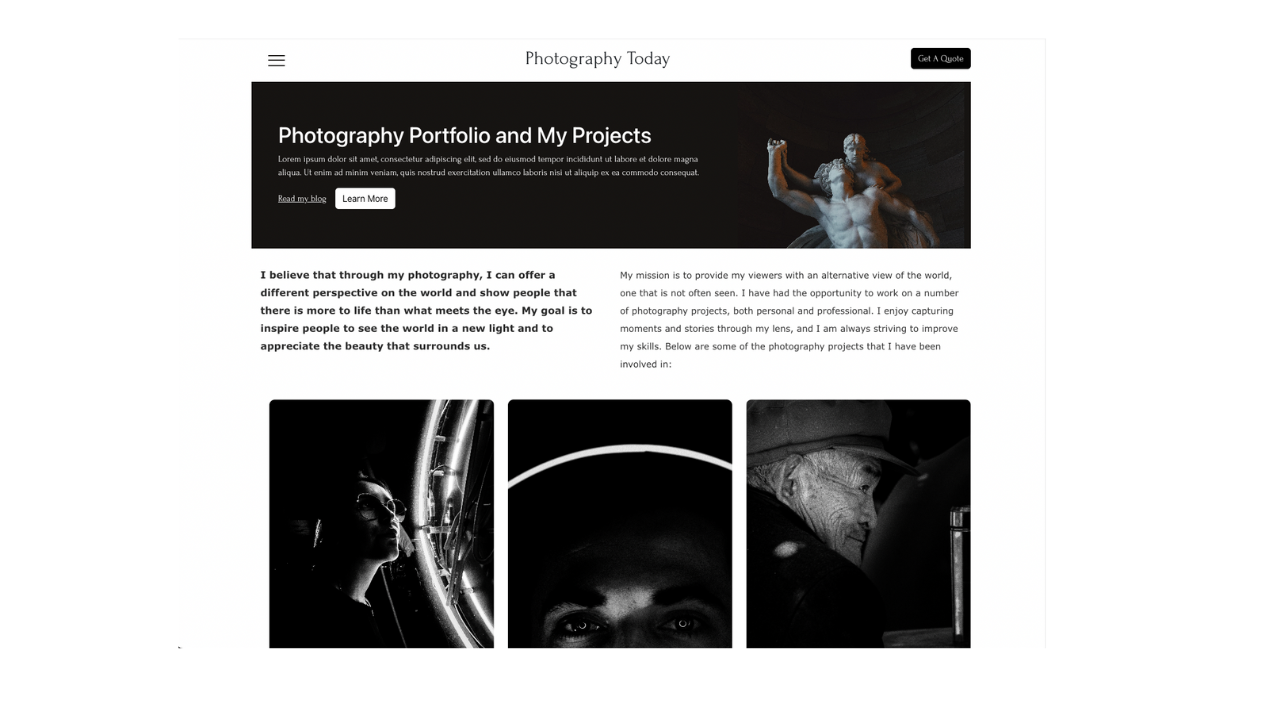 Photography Today
Get A Quote
Photography Portfolio and My Projects
Lorem ipsum dolor sit amet, consectetur adipiscing elit, sed do eiusmod tempor incididunt ut labore et dolore magna
aliqua. Ut enim ad minim veniam, quis nostrud exercitation ullamco laboris nisi ut aliquip ex ea commodo consequat.
Read my blog
Learn More
I believe that through my photography, I can offer a
different perspective on the world and show people that
there is more to life than what meets the eye. My goal is to
inspire people to see the world in a new light and to
appreciate the beauty that surrounds us.
My mission is to provide my viewers with an alternative view of the world,
one that is not often seen. I have had the opportunity to work on a number
of photography projects, both personal and professional. I enjoy capturing
moments and stories through my lens, and I am always striving to improve
my skills. Below are some of the photography projects that I have been
involved in: